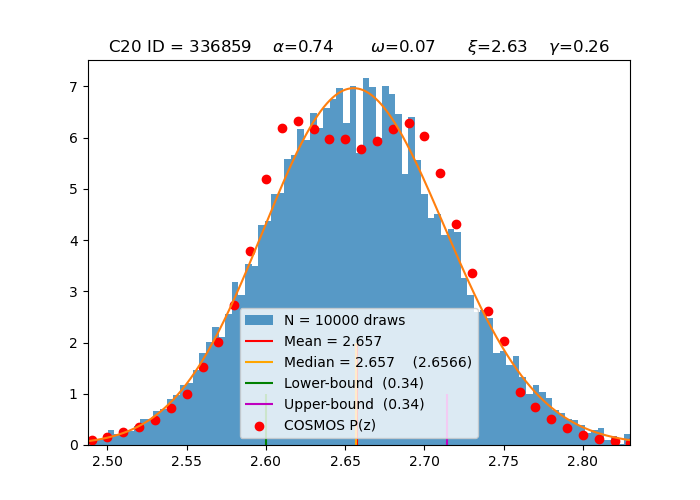 C20 ID = 336859 α=0.74 ω=0.07 ξ=2.63 γ=0.26
7
6
5
4
3
2
1
0
N = 10000 draws
Mean = 2.657
Median = 2.657 (2.6566)
Lower-bound (0.34)
Upper-bound (0.34)
COSMOS P(z)
2.50 2.55 2.60 2.65 2.70 2.75 2.80